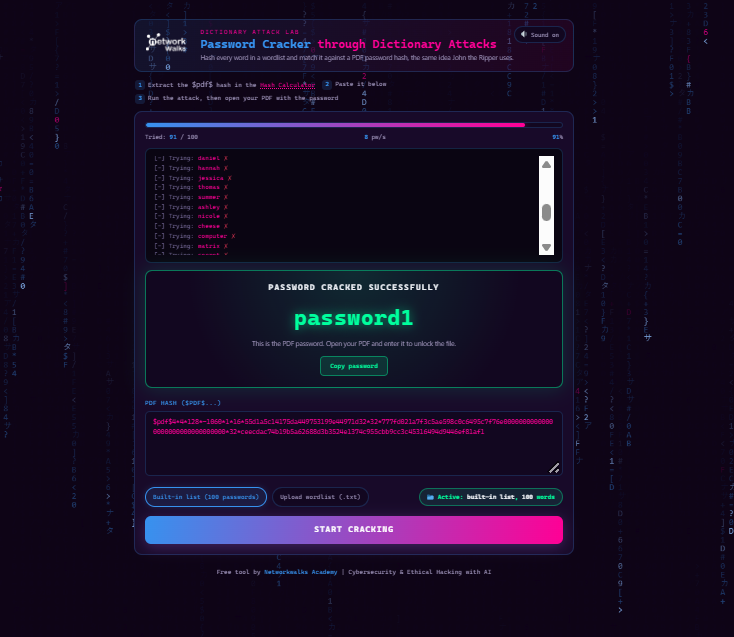 Network
Walks
DICTIONARY ATTACK LAB
Password Cracker through Dictionary Attacks
Hash every word in a wordlist and match it against a PDF password hash, the same idea John the Ripper uses.
Sound on
1 Extract the $pdf$ hash in the Hash Calculator 2 Paste it below
3 Run the attack, then open your PDF with the password
Tried: 91 / 100
8 pw/s
91%
[-] Trying: daniel ✗
[-] Trying: hannah ✗
[-] Trying: jessica ✗
[-] Trying: thomas ✗
[-] Trying: summer ✗
[-] Trying: ashley ✗
[-] Trying: nicole ✗
[-] Trying: cheese ✗
[-] Trying: computer ✗
[-] Trying: matrix ✗
PASSWORD CRACKED SUCCESSFULLY
password1
This is the PDF password. Open your PDF and enter it to unlock the file.
Copy password
PDF HASH ($PDF$...)
Built-in list (100 passwords)
Upload wordlist (.txt)
Active: built-in list, 100 words
START CRACKING
Free tool by Networkwalks Academy | Cybersecurity & Ethical Hacking with AI